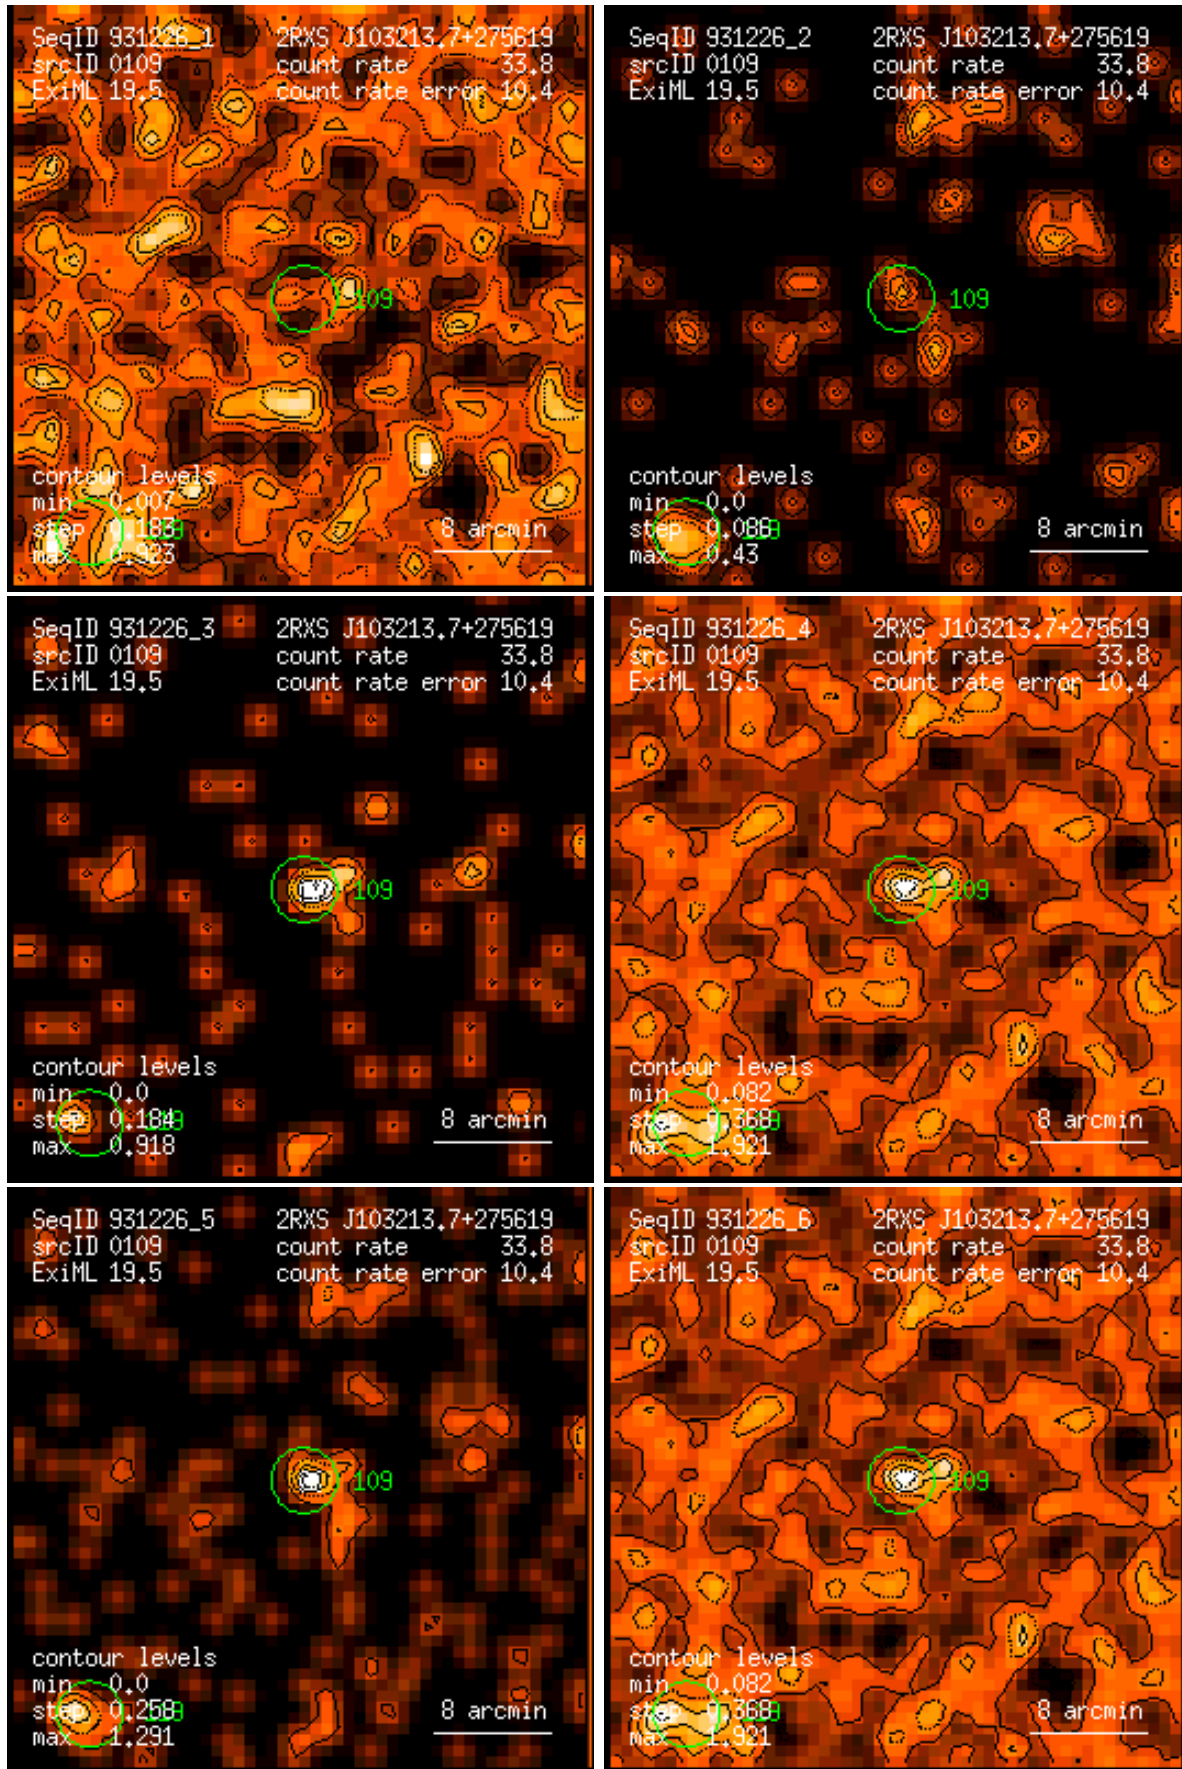 SeqID 931226_1 2RXS J103213.7+275619
srcID 0109 count rate 33.8
ExiML 19.5 count rate error 10.4
109
contour levels
min 0.007
step 0.183
max 0.923
8 arcmin
SeqID 931226_2 2RXS J103213.7+275619
srcID 0109 count rate 33.8
ExiML 19.5 count rate error 10.4
109
contour levels
min 0.0
step 0.086
max 0.43
8 arcmin
SeqID 931226_3 2RXS J103213.7+275619
srcID 0109 count rate 33.8
ExiML 19.5 count rate error 10.4
109
contour levels
min 0.0
step 0.184
max 0.918
8 arcmin
SeqID 931226_4 2RXS J103213.7+275619
srcID 0109 count rate 33.8
ExiML 19.5 count rate error 10.4
109
contour levels
min 0.082
step 0.368
max 1.921
8 arcmin
SeqID 931226_5 2RXS J103213.7+275619
srcID 0109 count rate 33.8
ExiML 19.5 count rate error 10.4
109
contour levels
min 0.0
step 0.258
max 1.291
8 arcmin
SeqID 931226_6 2RXS J103213.7+275619
srcID 0109 count rate 33.8
ExiML 19.5 count rate error 10.4
109
contour levels
min 0.082
step 0.368
max 1.921
8 arcmin